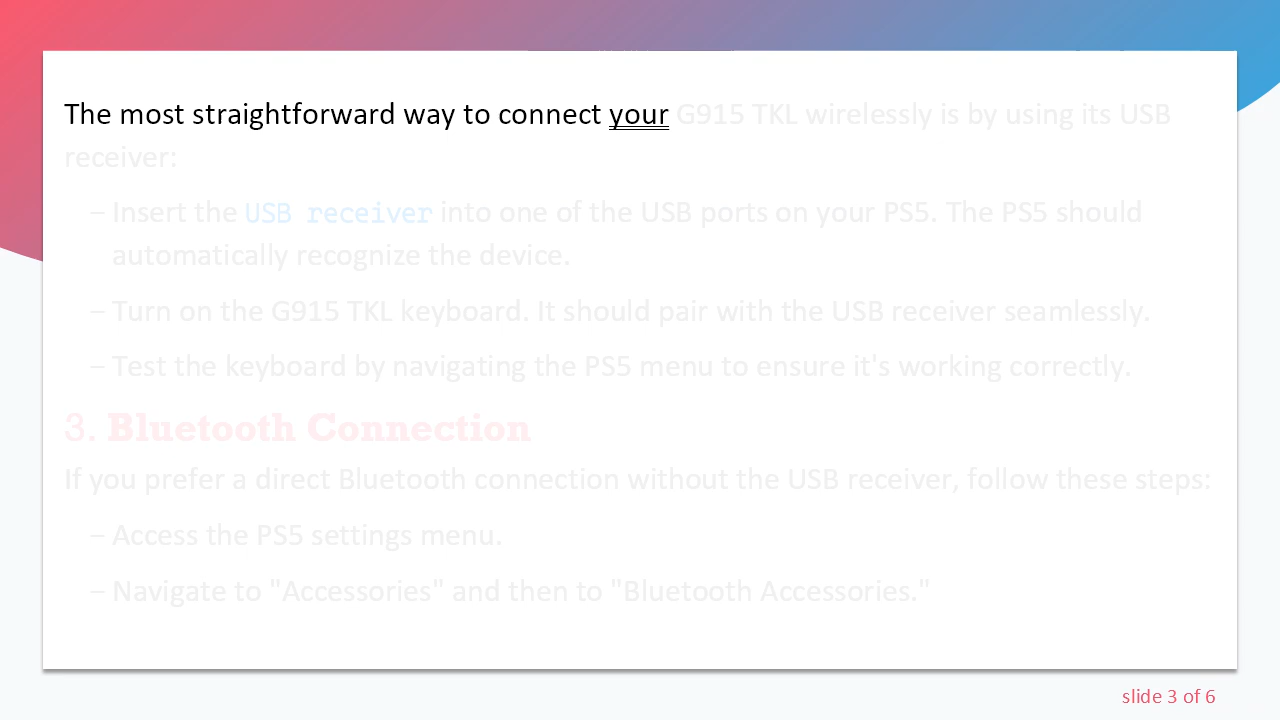 The most straightforward way to connect your G915 TKL wirelessly is by using its USB
receiver:
– Insert the USB receiver into one of the USB ports on your PS5. The PS5 should
automatically recognize the device.
– Turn on the G915 TKL keyboard. It should pair with the USB receiver seamlessly.
– Test the keyboard by navigating the PS5 menu to ensure it's working correctly.
3. Bluetooth Connection
If you prefer a direct Bluetooth connection without the USB receiver, follow these steps:
– Access the PS5 settings menu.
– Navigate to "Accessories" and then to "Bluetooth Accessories."
slide 3 of 6